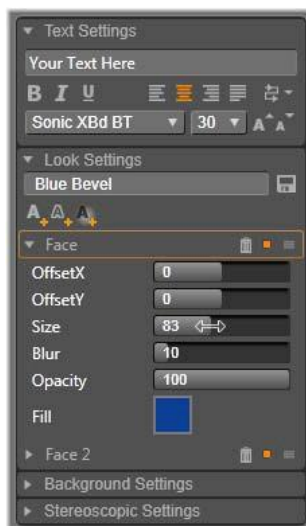 Text Settings
Your Text Here
B I U
Sonic XBd BT 30 A A
Look Settings
Blue Bevel
A A A
Face
OffsetX 0
OffsetY 0
Size 83
Blur 10
Opacity 100
Fill
Face 2
Background Settings
Stereoscopic Settings